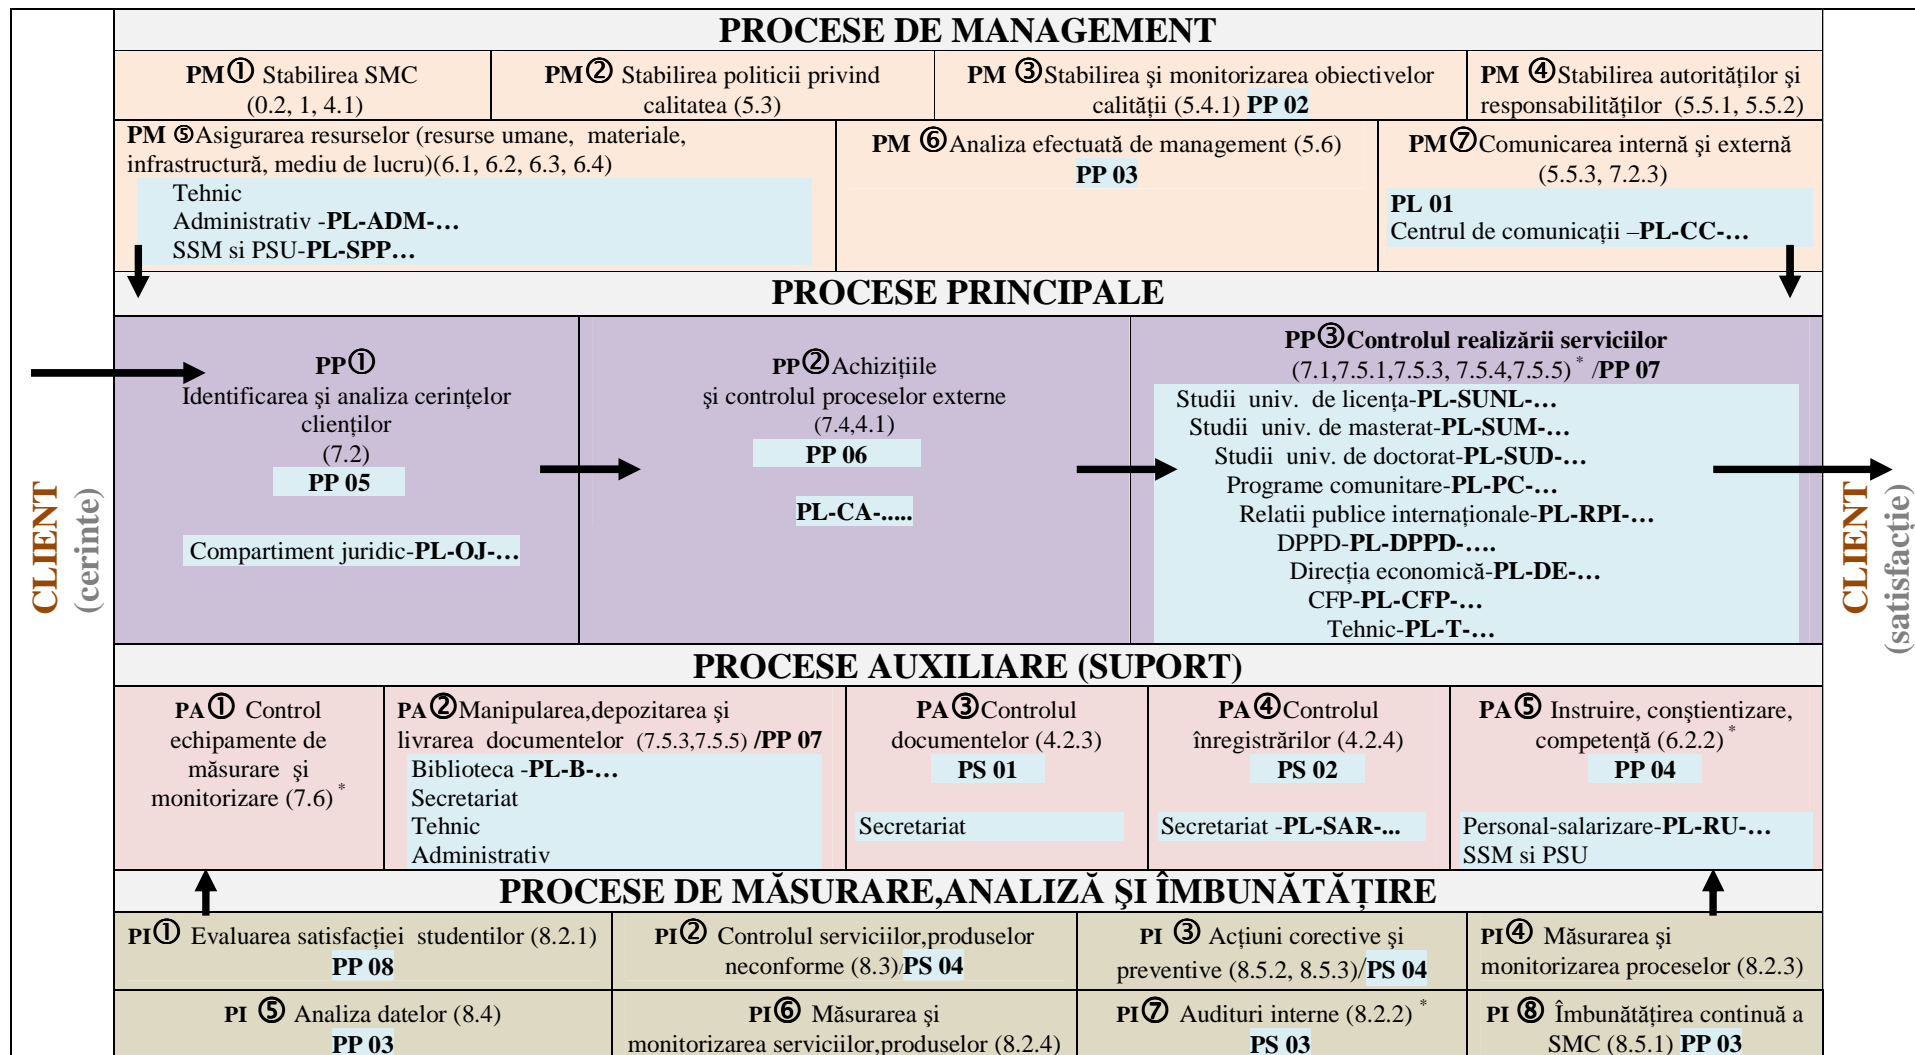 PROCESE DE MANAGEMENT
PM① Stabilirea SMC
(0.2, 1, 4.1)
PM② Stabilirea politicii privind
calitatea (5.3)
PM ③Stabilirea şi monitorizarea obiectivelor
calităţii (5.4.1) PP 02
PM ④Stabilirea autorităţilor şi
responsabilităţilor (5.5.1, 5.5.2)
PM ⑤Asigurarea resurselor (resurse umane, materiale,
infrastructură, mediu de lucru)(6.1, 6.2, 6.3, 6.4)
Tehnic
Administrativ -PL-ADM-…
SSM si PSU-PL-SPP…
PM ⑥Analiza efectuată de management (5.6)
PP 03
PM⑦Comunicarea internă şi externă
(5.5.3, 7.2.3)
PL 01
Centrul de comunicaţii –PL-CC-…
PROCESE PRINCIPALE
CLIENT
(cerinte)
PP①
Identificarea şi analiza cerinţelor
clienţilor
(7.2)
PP 05
Compartiment juridic-PL-OJ-…
PP②Achiziţiile
şi controlul proceselor externe
(7.4,4.1)
PP 06
PL-CA-.....
PP③Controlul realizării serviciilor
(7.1,7.5.1,7.5.3, 7.5.4,7.5.5) * /PP 07
Studii univ. de licenţa-PL-SUNL-…
Studii univ. de masterat-PL-SUM-…
Studii univ. de doctorat-PL-SUD-…
Programe comunitare-PL-PC-…
Relatii publice internaţionale-PL-RPI-…
DPPD-PL-DPPD-….
Direcţia economică-PL-DE-…
CFP-PL-CFP-…
Tehnic-PL-T-…
CLIENT
(satisfacţie)
PROCESE AUXILIARE (SUPORT)
PA① Control
echipamente de
măsurare şi
monitorizare (7.6) *
PA②Manipularea,depozitarea şi
livrarea documentelor (7.5.3,7.5.5) /PP 07
Biblioteca -PL-B-…
Secretariat
Tehnic
Administrativ
PA③Controlul
documentelor (4.2.3)
PS 01
Secretariat
PA④Controlul
înregistrărilor (4.2.4)
PS 02
Secretariat -PL-SAR-...
PA⑤ Instruire, conştientizare,
competenţă (6.2.2) *
PP 04
Personal-salarizare-PL-RU-…
SSM si PSU
PROCESE DE MĂSURARE,ANALIZĂ ŞI ÎMBUNĂTĂŢIRE
PI① Evaluarea satisfacţiei studentilor (8.2.1)
PP 08
PI② Controlul serviciilor,produselor
neconforme (8.3)/PS 04
PI ③ Acţiuni corective şi
preventive (8.5.2, 8.5.3)/PS 04
PI④ Măsurarea şi
monitorizarea proceselor (8.2.3)
PI ⑤ Analiza datelor (8.4)
PP 03
PI⑥ Măsurarea şi
monitorizarea serviciilor,produselor (8.2.4)
PI⑦ Audituri interne (8.2.2) *
PS 03
PI ⑧ Îmbunătăţirea continuă a
SMC (8.5.1) PP 03